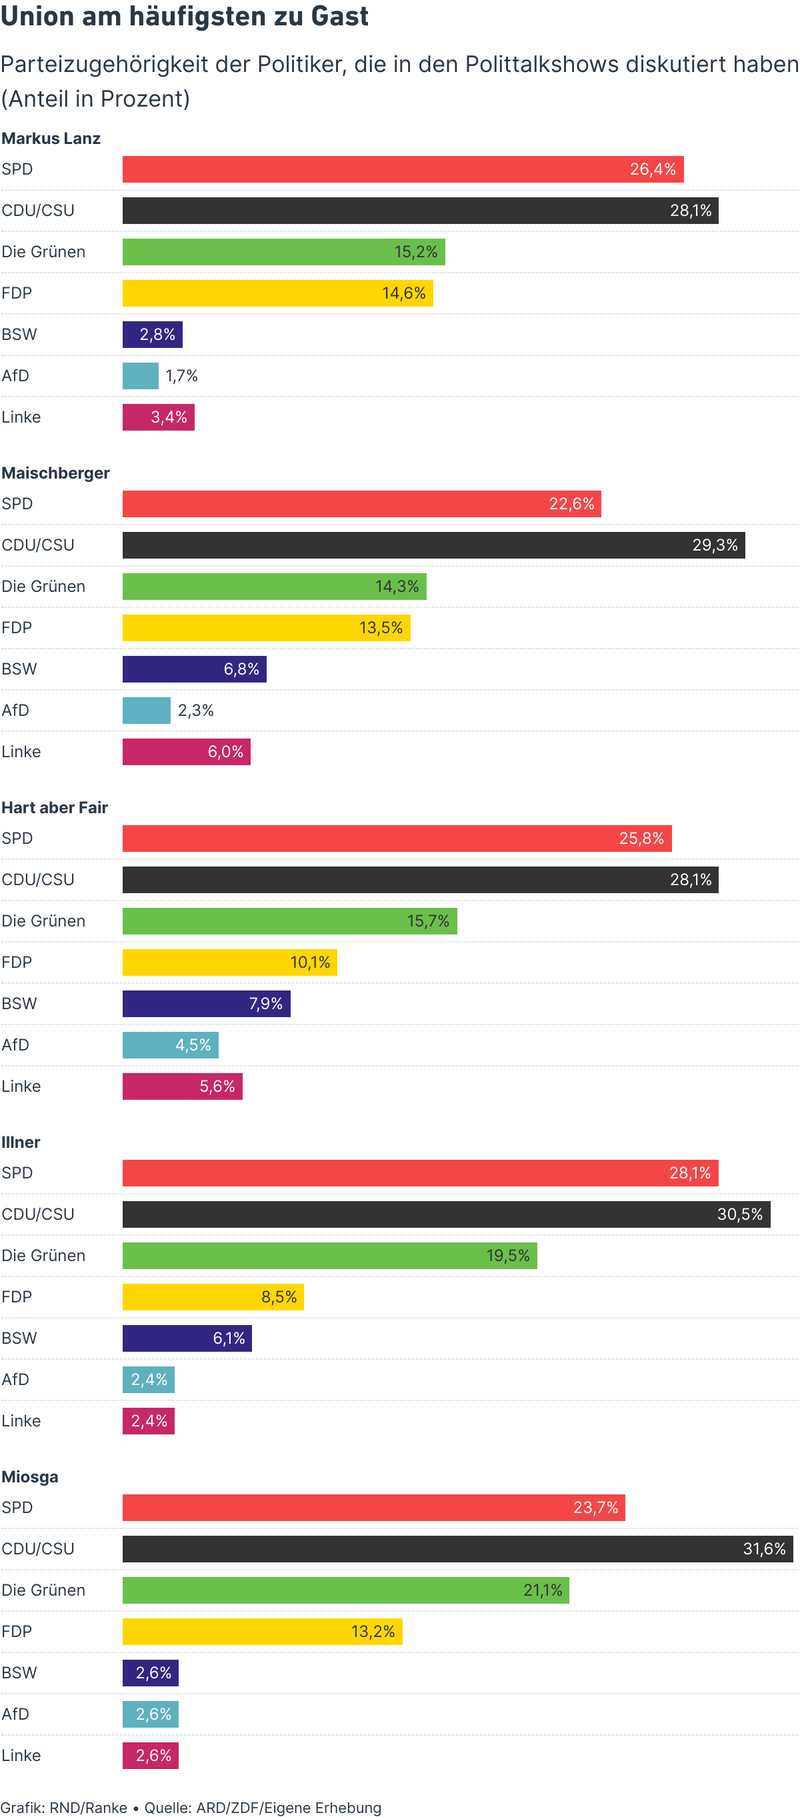 Union am häufigsten zu Gast
Parteizugehörigkeit der Politiker, die in den Polittalkshows diskutiert haben
(Anteil in Prozent)
Markus Lanz
SPD 26,4%
CDU/CSU 28,1%
Die Grünen 15,2%
FDP 14,6%
BSW 2,8%
AfD 1,7%
Linke 3,4%
Maischberger
SPD 22,6%
CDU/CSU 29,3%
Die Grünen 14,3%
FDP 13,5%
BSW 6,8%
AfD 2,3%
Linke 6,0%
Hart aber Fair
SPD 25,8%
CDU/CSU 28,1%
Die Grünen 15,7%
FDP 10,1%
BSW 7,9%
AfD 4,5%
Linke 5,6%
Illner
SPD 28,1%
CDU/CSU 30,5%
Die Grünen 19,5%
FDP 8,5%
BSW 6,1%
AfD 2,4%
Linke 2,4%
Miosga
SPD 23,7%
CDU/CSU 31,6%
Die Grünen 21,1%
FDP 13,2%
BSW 2,6%
AfD 2,6%
Linke 2,6%
Grafik: RND/Ranke • Quelle: ARD/ZDF/Eigene Erhebung